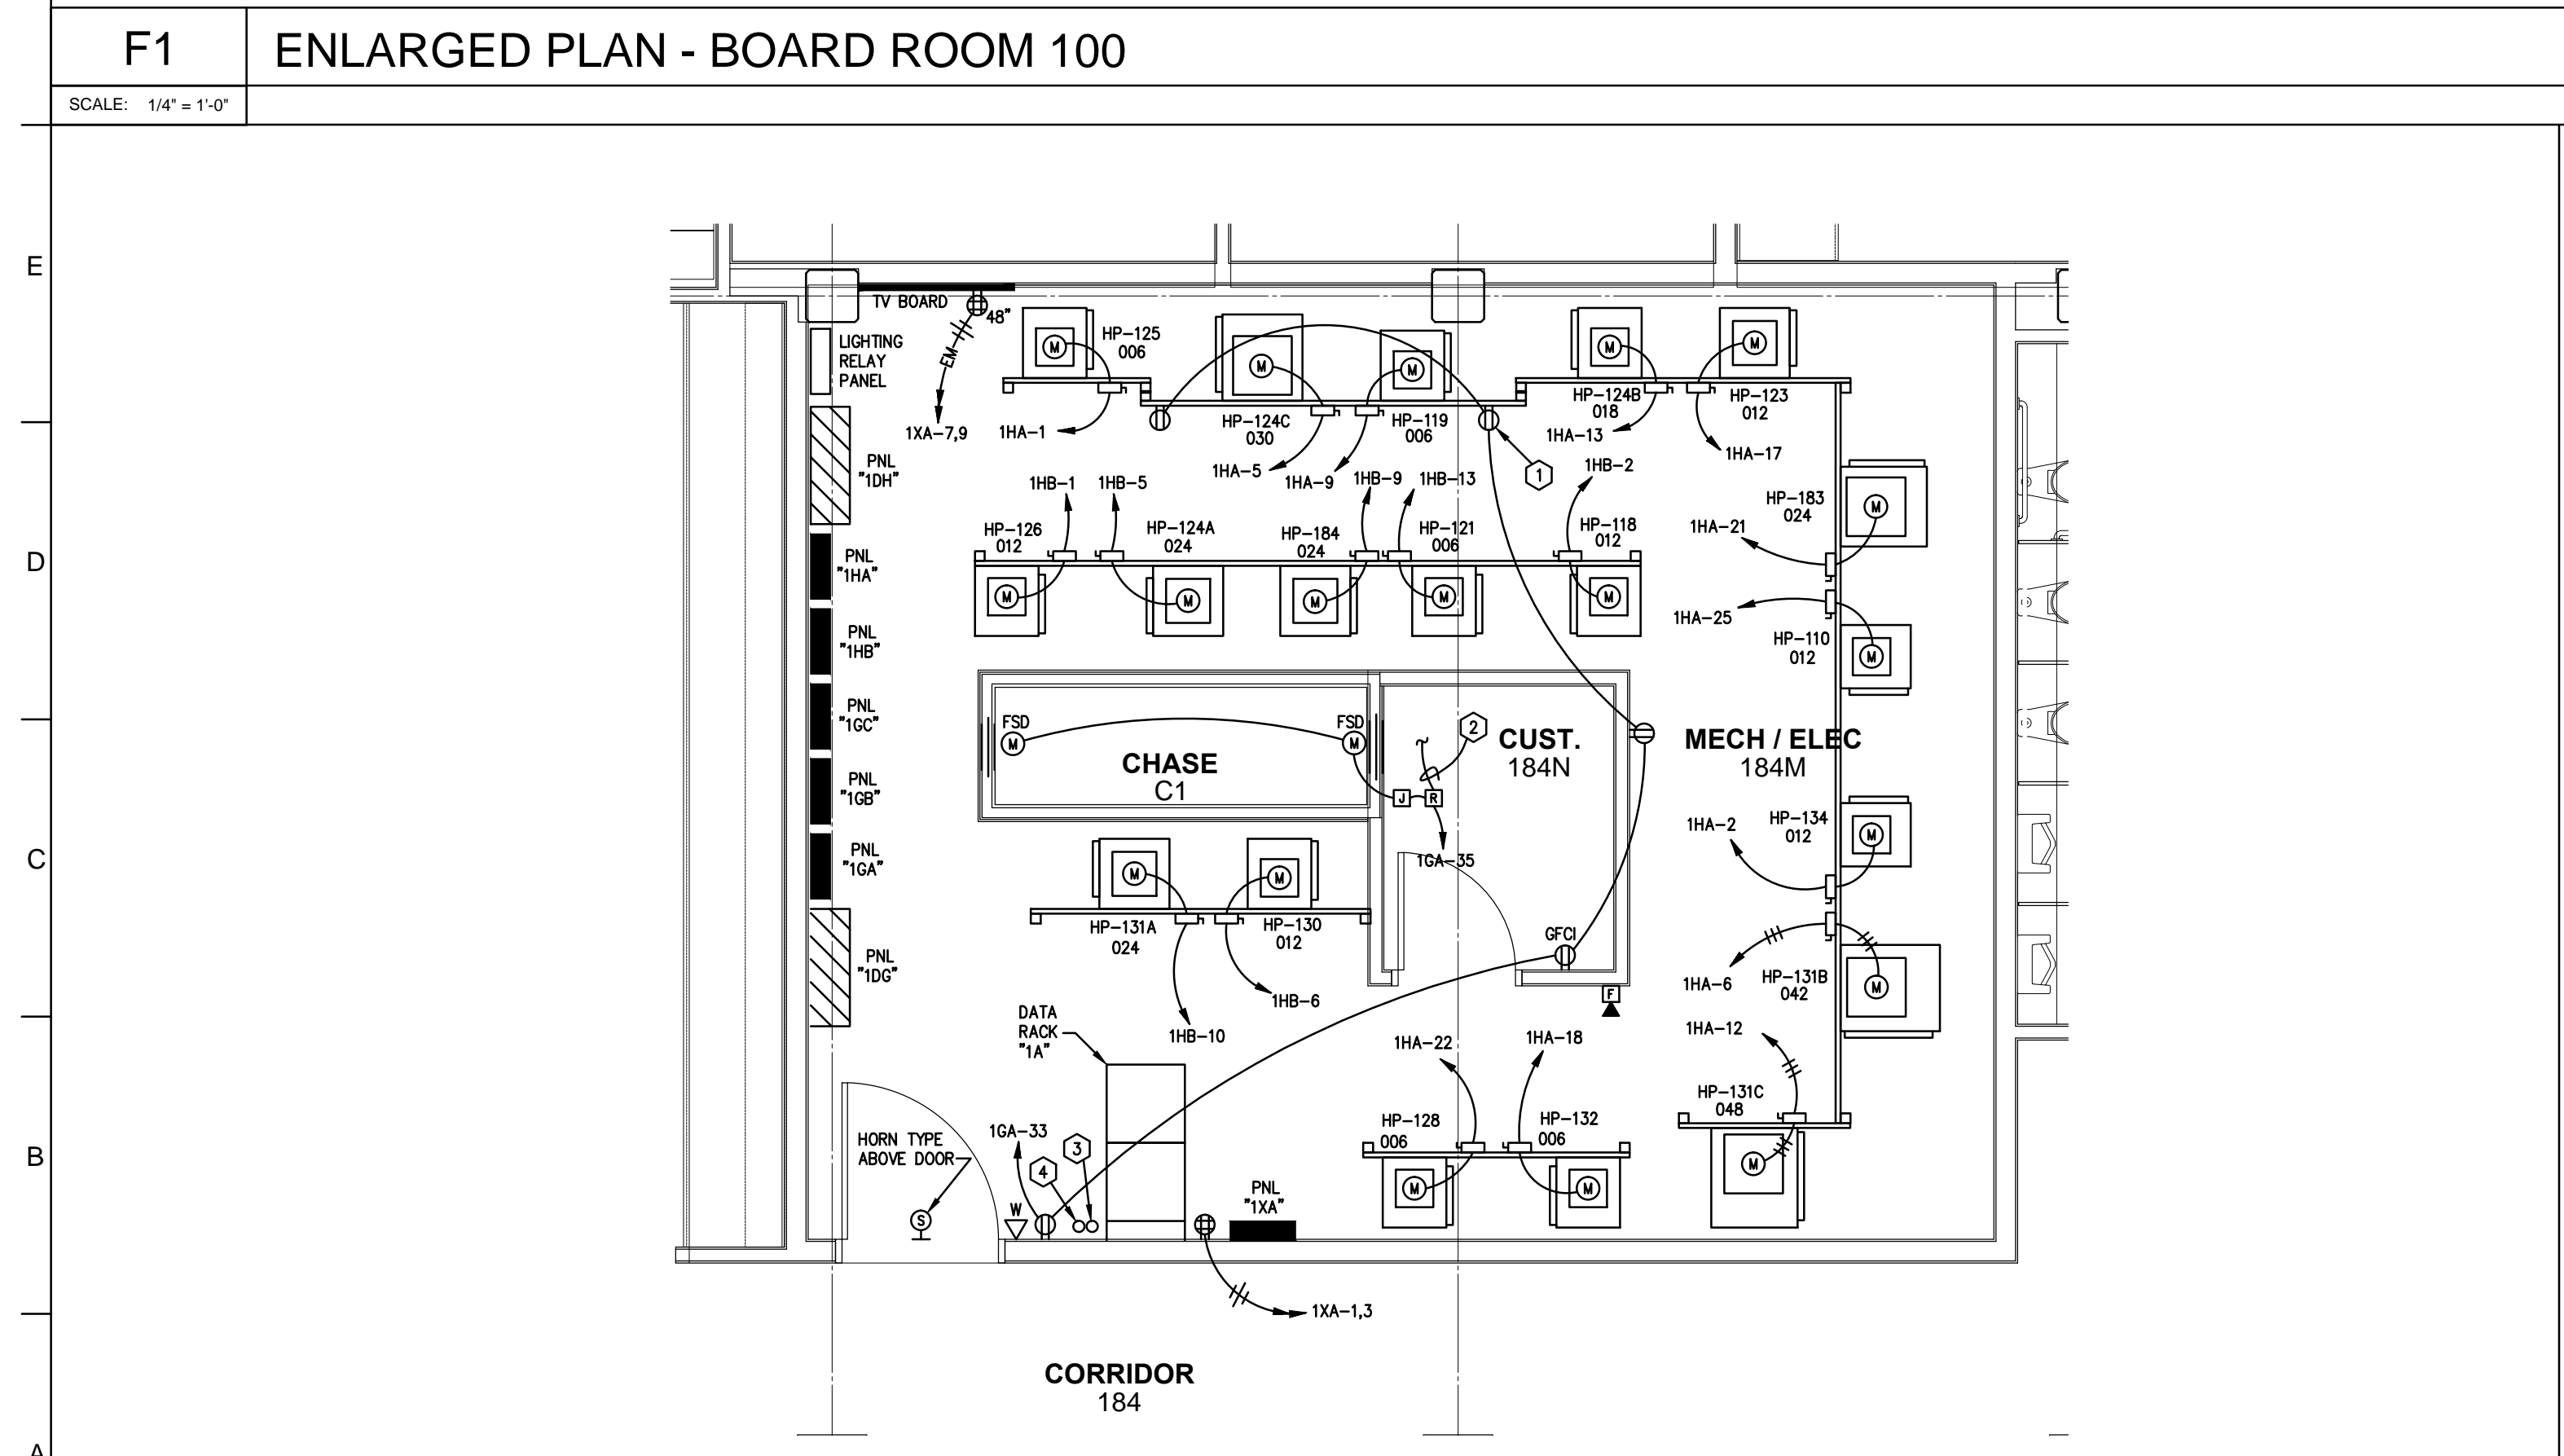 F1
ENLARGED PLAN - BOARD ROOM 100
SCALE: 1/4" = 1'-0"
E
D
C
B
A
TV BOARD
48"
LIGHTING
RELAY
PANEL
EM
1XA-7,9
HP-125
006
M
1HA-1
M
HP-124C
030
1HA-5
M
HP-119
006
1HA-9
M
HP-124B
018
1HA-13
M
HP-123
012
1HA-17
1
PNL
"1DH"
PNL
"1HA"
PNL
"1HB"
PNL
"1GC"
PNL
"1GB"
PNL
"1GA"
PNL
"1DG"
1HB-1
HP-126
012
M
1HB-5
HP-124A
024
M
1HB-9
HP-184
024
M
1HB-13
HP-121
006
M
1HB-2
HP-118
012
M
HP-183
024
M
1HA-21
1HA-25
HP-110
012
M
FSD
M
FSD
M
CHASE
C1
2
CUST.
184N
J
R
1GA-35
MECH / ELEC
184M
1HA-2
HP-134
012
M
M
HP-131A
024
M
HP-130
012
1HB-6
1HB-10
GFCI
F
1HA-6
HP-131B
042
M
1HA-12
HP-131C
048
M
DATA
RACK
"1A"
1HA-22
1HA-18
HP-128
006
M
HP-132
006
M
HORN TYPE
ABOVE DOOR
S
1GA-33
3
4
W
PNL
"1XA"
1XA-1,3
CORRIDOR
184